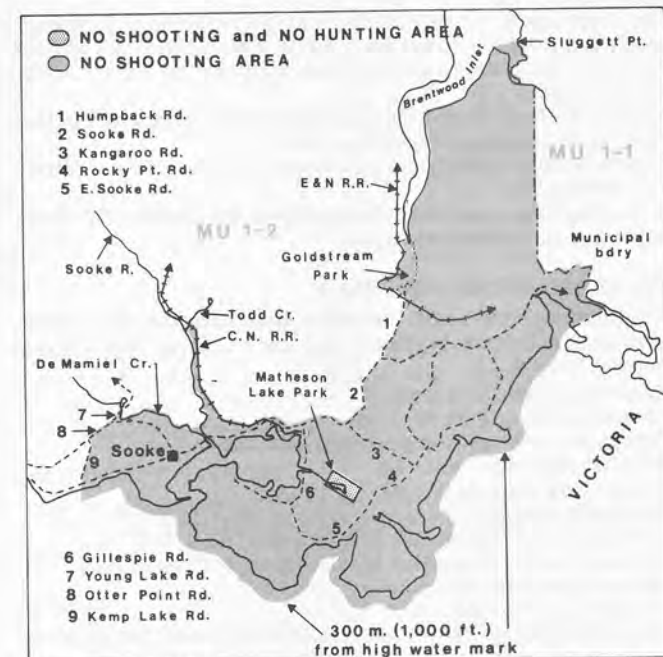 NO SHOOTING and NO HUNTING AREA
NO SHOOTING AREA
1 Humpback Rd.
2 Sooke Rd.
3 Kangaroo Rd.
4 Rocky Pt. Rd.
5 E. Sooke Rd.
Sluggett Pt.
Brentwood Inlet
MU 1-1
E & N R.R.
MU 1-2
Sooke R.
Goldstream
Park
Municipal
bdry
Todd Cr.
C.N. R.R.
1
De Mamiel Cr.
Matheson
Lake Park
2
7
8
Sooke
9
3
4
6
5
VICTORIA
6 Gillespie Rd.
7 Young Lake Rd.
8 Otter Point Rd.
9 Kemp Lake Rd.
300 m. (1,000 ft.)
from high water mark